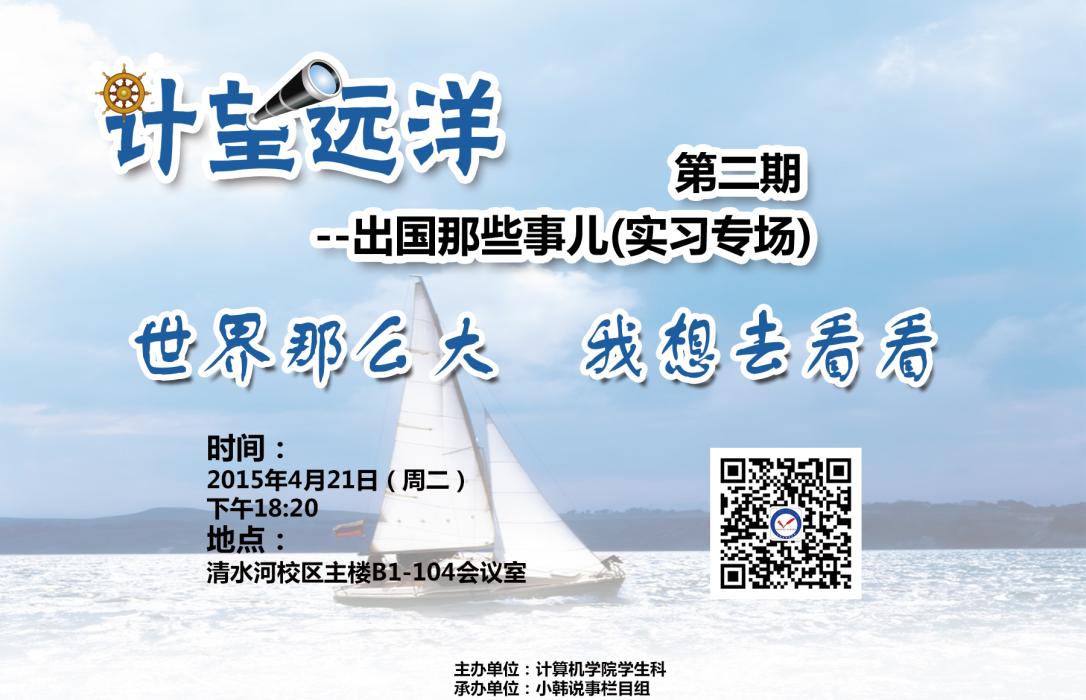 计望远洋
第二期
--出国那些事儿(实习专场)
世界那么大 我想去看看
时间：
2015年4月21日（周二）
下午18:20
地点：
清水河校区主楼B1-104会议室
主办单位：计算机学院学生科
承办单位：小韩说事栏目组